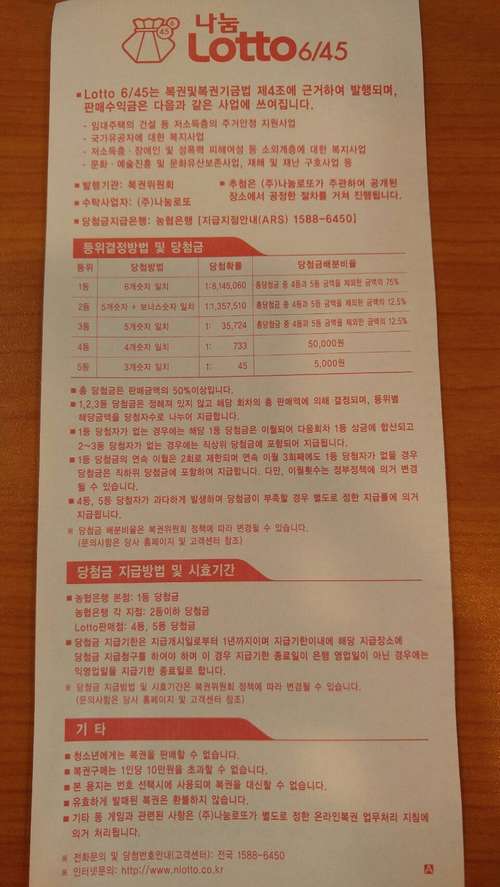 45 6
나눔
Lotto 6/45
■ Lotto 6/45는 복권및복권기금법 제4조에 근거하여 발행되며,
판매수익금은 다음과 같은 사업에 쓰여집니다.
- 임대주택의 건설 등 저소득층의 주거안정 지원사업
- 국가유공자에 대한 복지사업
- 저소득층 · 장애인 및 성폭력 피해여성 등 소외계층에 대한 복지사업
- 문화 · 예술진흥 및 문화유산보존사업, 재해 및 재난 구호사업 등
■ 발행기관: 복권위원회
■ 수탁사업자: (주)나눔로또
■ 추첨은 (주)나눔로또가 주관하여 공개된
장소에서 공정한 절차를 거쳐 진행됩니다.
■ 당첨금지급은행: 농협은행 [지급지점안내(ARS) 1588-6450]
등위결정방법 및 당첨금
등위 당첨방법 당첨확률 당첨금배분비율
1등 6개숫자 일치 1:8,145,060 총당첨금 중 4등과 5등 금액을 제외한 금액의 75%
2등 5개숫자 + 보너스숫자 일치 1:1,357,510 총당첨금 중 4등과 5등 금액을 제외한 금액의 12.5%
3등 5개숫자 일치 1: 35,724 총당첨금 중 4등과 5등 금액을 제외한 금액의 12.5%
4등 4개숫자 일치 1: 733 50,000원
5등 3개숫자 일치 1: 45 5,000원
■ 총 당첨금은 판매금액의 50%이상입니다.
■ 1,2,3등 당첨금은 정해져 있지 않고 해당 회차의 총 판매액에 의해 결정되며, 등위별
해당금액을 당첨자수로 나누어 지급합니다.
■ 1등 당첨자가 없는 경우에는 해당 1등 당첨금은 이월되어 다음회차 1등 상금에 합산되고
2~3등 당첨자가 없는 경우에는 직상위 당첨금에 포함되어 지급됩니다.
■ 1등 당첨금의 연속 이월은 2회로 제한되며 연속 이월 3회째에도 1등 당첨자가 없을 경우
당첨금은 직하위 당첨금에 포함하여 지급합니다. 다만, 이월횟수는 정부정책에 의거 변경
될 수 있습니다.
■ 4등, 5등 당첨자가 과다하게 발생하여 당첨금이 부족할 경우 별도로 정한 지급률에 의거
지급됩니다.
※ 당첨금 배분비율은 복권위원회 정책에 따라 변경될 수 있습니다.
(문의사항은 당사 홈페이지 및 고객센터 참조)
당첨금 지급방법 및 시효기간
■ 농협은행 본점: 1등 당첨금
농협은행 각 지점: 2등이하 당첨금
Lotto판매점: 4등, 5등 당첨금
■ 당첨금 지급기한은 지급개시일로부터 1년까지이며 지급기한이내에 해당 지급장소에
당첨금 지급청구를 하여야 하며 이 경우 지급기한 종료일이 은행 영업일이 아닌 경우에는
익영업일을 지급기한 종료일로 합니다.
※ 당첨금 지급방법 및 시효기간은 복권위원회 정책에 따라 변경될 수 있습니다.
(문의사항은 당사 홈페이지 및 고객센터 참조)
기 타
■ 청소년에게는 복권을 판매할 수 없습니다.
■ 복권구매는 1인당 10만원을 초과할 수 없습니다.
■ 본 용지는 번호 선택시에 사용되며 복권을 대신할 수 없습니다.
■ 유효하게 발매된 복권은 환불하지 않습니다.
■ 기타 동 게임과 관련된 사항은 (주)나눔로또가 별도로 정한 온라인복권 업무처리 지침에
의거 처리됩니다.
※ 전화문의 및 당첨번호안내(고객센터): 전국 1588-6450
※ 인터넷문의: http://www.nlotto.co.kr
A